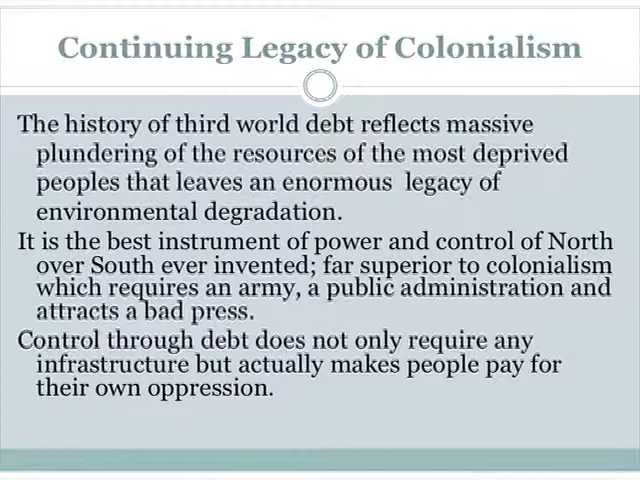 Continuing Legacy of Colonialism
The history of third world debt reflects massive
plundering of the resources of the most deprived
peoples that leaves an enormous legacy of
environmental degradation.
It is the best instrument of power and control of North
over South ever invented; far superior to colonialism
which requires an army, a public administration and
attracts a bad press.
Control through debt does not only require any
infrastructure but actually makes people pay for
their own oppression.